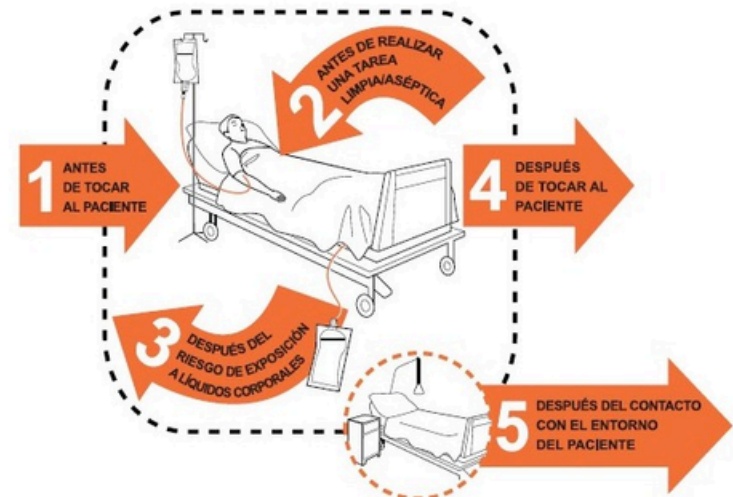 1 ANTES
DE TOCAR
AL PACIENTE
2 ANTES DE REALIZAR
UNA TAREA
LIMPIA/ASÉPTICA
3 DESPUÉS DEL
RIESGO DE EXPOSICIÓN
A LÍQUIDOS CORPORALES
4 DESPUÉS
DE TOCAR AL
PACIENTE
5 DESPUÉS DEL CONTACTO
CON EL ENTORNO
DEL PACIENTE